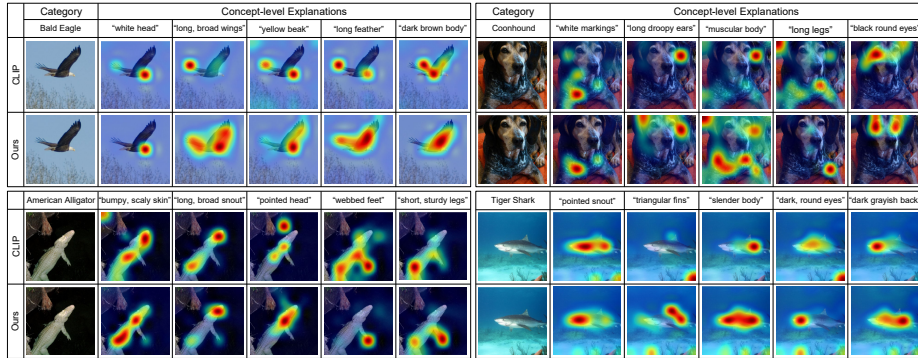 Category Concept-level Explanations
Bald Eagle "white head" "long, broad wings" "yellow beak" "long feather" "dark brown body"
CLIP
Ours
Category Concept-level Explanations
Coonhound "white markings" "long droopy ears" "muscular body" "long legs" "black round eyes"
American Alligator "bumpy, scaly skin" "long, broad snout" "pointed head" "webbed feet" "short, sturdy legs"
CLIP
Ours
Tiger Shark "pointed snout" "triangular fins" "slender body" "dark, round eyes" "dark grayish back"